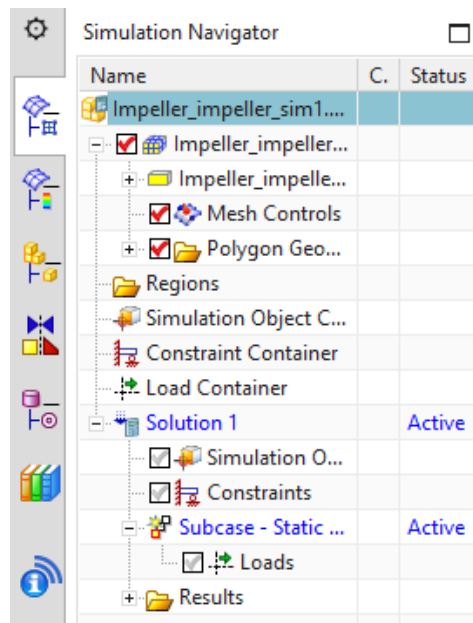 Simulation Navigator
Name C. Status
Impeller_impeller_sim1....
Impeller_impeller...
Impeller_impelle...
Mesh Controls
Polygon Geo...
Regions
Simulation Object C...
Constraint Container
Load Container
Solution 1 Active
Simulation O...
Constraints
Subcase - Static ... Active
Loads
Results